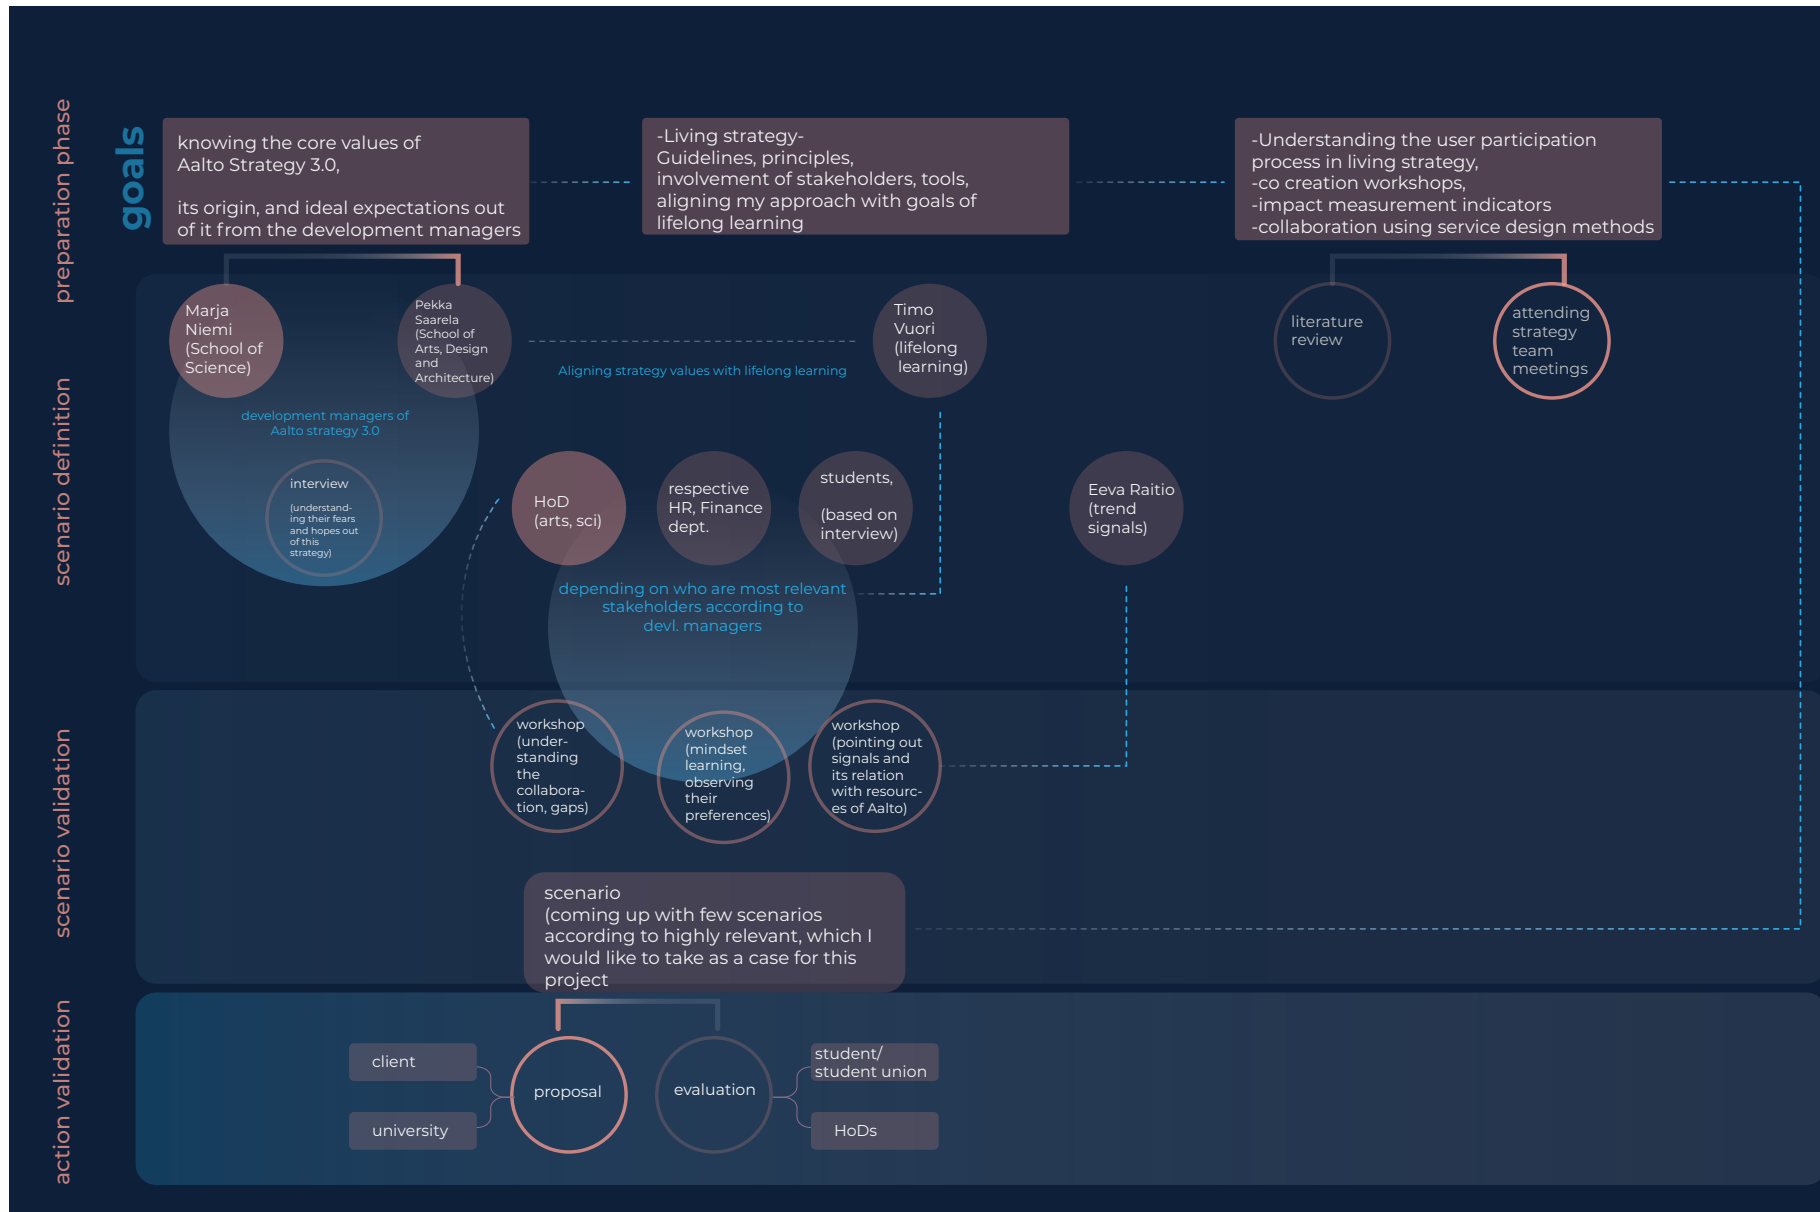 preparation phase
goals
knowing the core values of
Aalto Strategy 3.0,
its origin, and ideal expectations out
of it from the development managers
-Living strategy-
Guidelines, principles,
involvement of stakeholders, tools,
aligning my approach with goals of
lifelong learning
-Understanding the user participation
process in living strategy,
-co creation workshops,
-impact measurement indicators
-collaboration using service design methods
scenario definition
Marja
Niemi
(School of
Science)
Pekka
Saarela
(School of
Arts, Design
and
Architecture)
Aligning strategy values with lifelong learning
Timo
Vuori
(lifelong
learning)
literature
review
attending
strategy
team
meetings
development managers of
Aalto strategy 3.0
interview
(understand-
ing their fears
and hopes out
of this
strategy)
HoD
(arts, sci)
respective
HR, Finance
dept.
students,
(based on
interview)
Eeva Raitio
(trend
signals)
depending on who are most relevant
stakeholders according to
devl. managers
scenario validation
workshop
(under-
standing
the
collabora-
tion, gaps)
workshop
(mindset
learning,
observing
their
preferences)
workshop
(pointing out
signals and
its relation
with resourc-
es of Aalto)
scenario
(coming up with few scenarios
according to highly relevant, which I
would like to take as a case for this
project
action validation
client
university
proposal
evaluation
student/
student union
HoDs